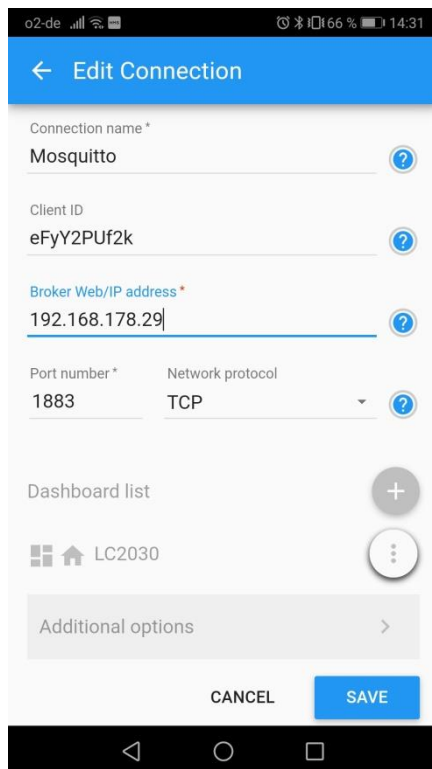 o2-de 66 % 14:31
Edit Connection
Connection name *
Mosquitto
Client ID
eFyY2PUf2k
Broker Web/IP address *
192.168.178.29
Port number * Network protocol
1883 TCP
Dashboard list
LC2030
Additional options
CANCEL SAVE